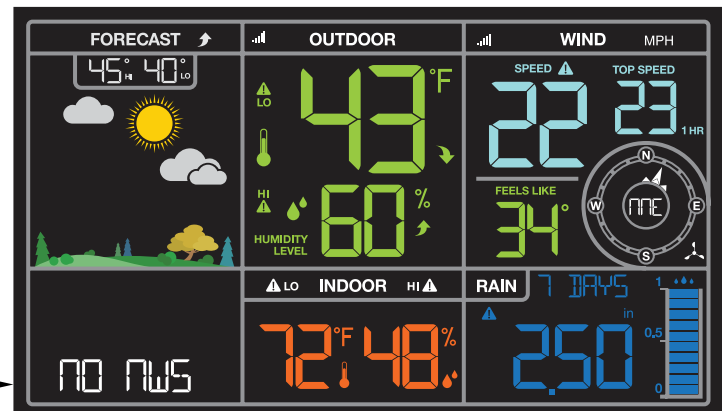 FORECAST
45° HI 40° LO
NO NWS
OUTDOOR
LO
43°F
HI
60%
HUMIDITY
LEVEL
WIND MPH
SPEED
22
TOP SPEED
23
1 HR
FEELS LIKE
34°
N
W NNE E
S
LO INDOOR HI
72°F 48%
RAIN 7 DAYS
in
2.50
1
0.5
0